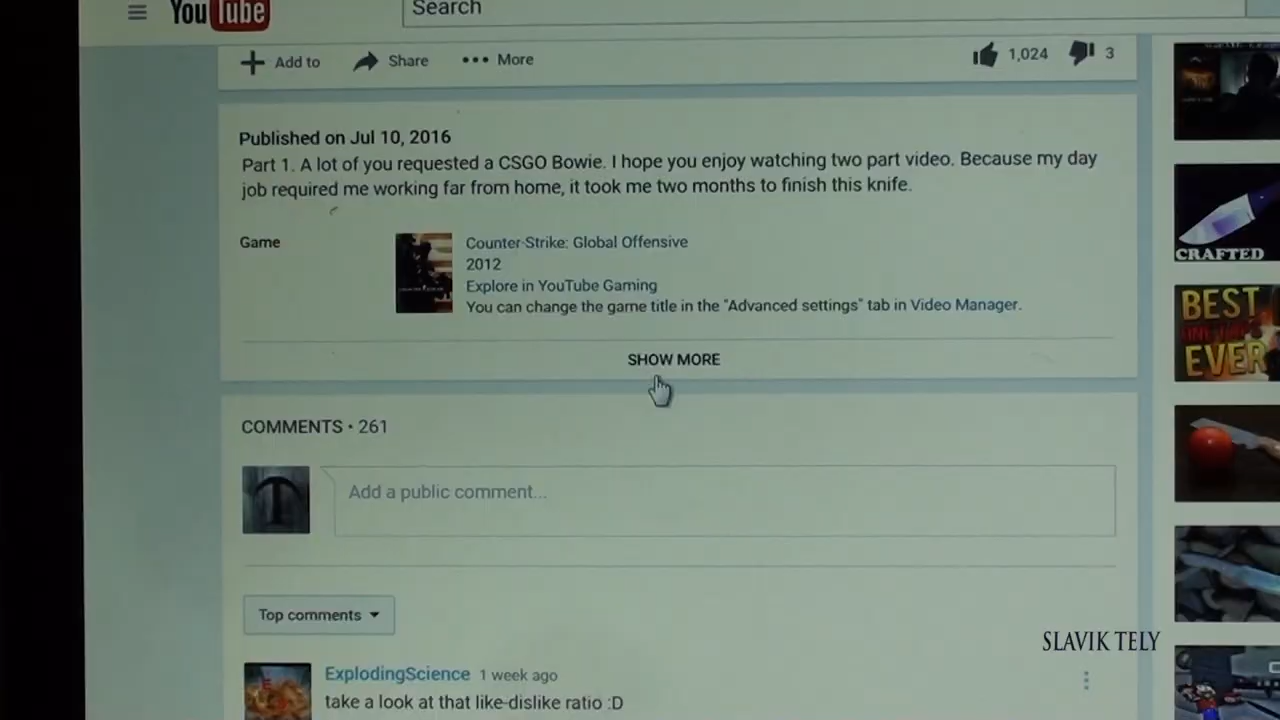 YouTube
Search
Add to
Share
More
1,024
3
Published on Jul 10, 2016
Part 1. A lot of you requested a CSGO Bowie. I hope you enjoy watching two part video. Because my day
job required me working far from home, it took me two months to finish this knife.
Game
Counter-Strike: Global Offensive
2012
Explore in YouTube Gaming
You can change the game title in the "Advanced settings" tab in Video Manager.
SHOW MORE
CRAFTED
BEST
EVER
COMMENTS • 261
Add a public comment...
Top comments
SLAVIK TELY
ExplodingScience 1 week ago
take a look at that like-dislike ratio :D